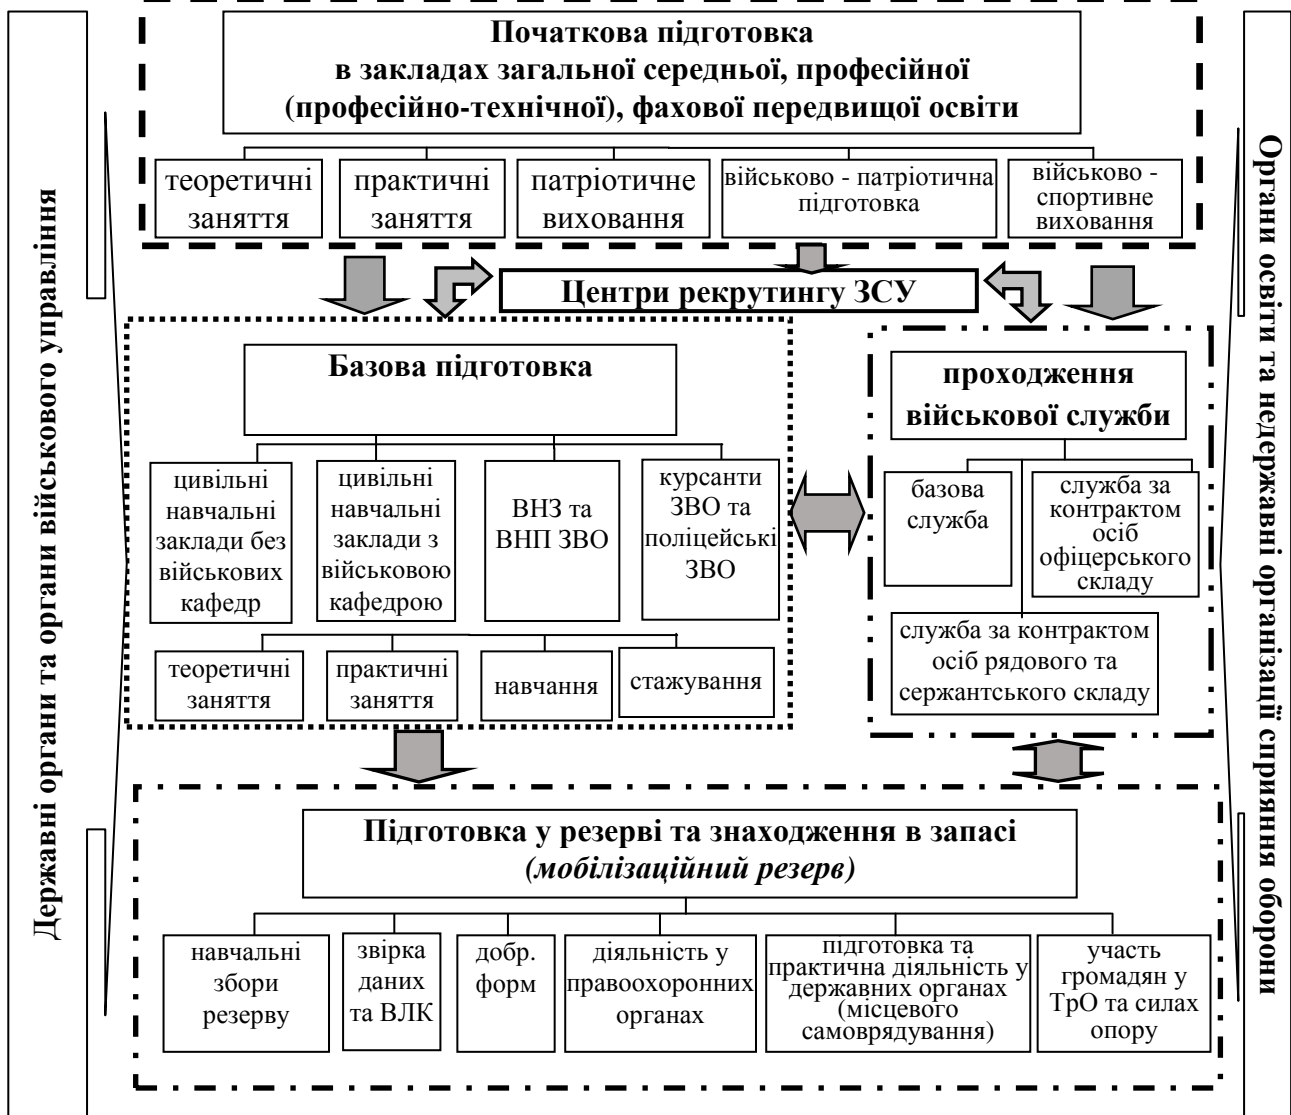 Державні органи та органи військового управління
Початкова підготовка
в закладах загальної середньої, професійної
(професійно-технічної), фахової передвищої освіти
теоретичні
заняття
практичні
заняття
патріотичне
виховання
військово - патріотична
підготовка
військово -
спортивне
виховання
Центри рекрутингу ЗСУ
Базова підготовка
цивільні
навчальні
заклади без
військових
кафедр
цивільні
навчальні
заклади з
військовою
кафедрою
ВНЗ та
ВНП ЗВО
курсанти
ЗВО та
поліцейські
ЗВО
теоретичні
заняття
практичні
заняття
навчання
стажування
проходження
військової служби
базова
служба
служба за
контрактом
осіб
офіцерського
складу
служба за контрактом
осіб рядового та
сержантського складу
Підготовка у резерві та знаходження в запасі
(мобілізаційний резерв)
навчальні
збори
резерву
звірка
даних
та ВЛК
добр.
форм
діяльність у
правоохоронних
органах
підготовка та
практична діяльність у
державних органах
(місцевого
самоврядування)
участь
громадян у
ТрО та силах
опору
Органи освіти та недержавні організації сприяння обороні